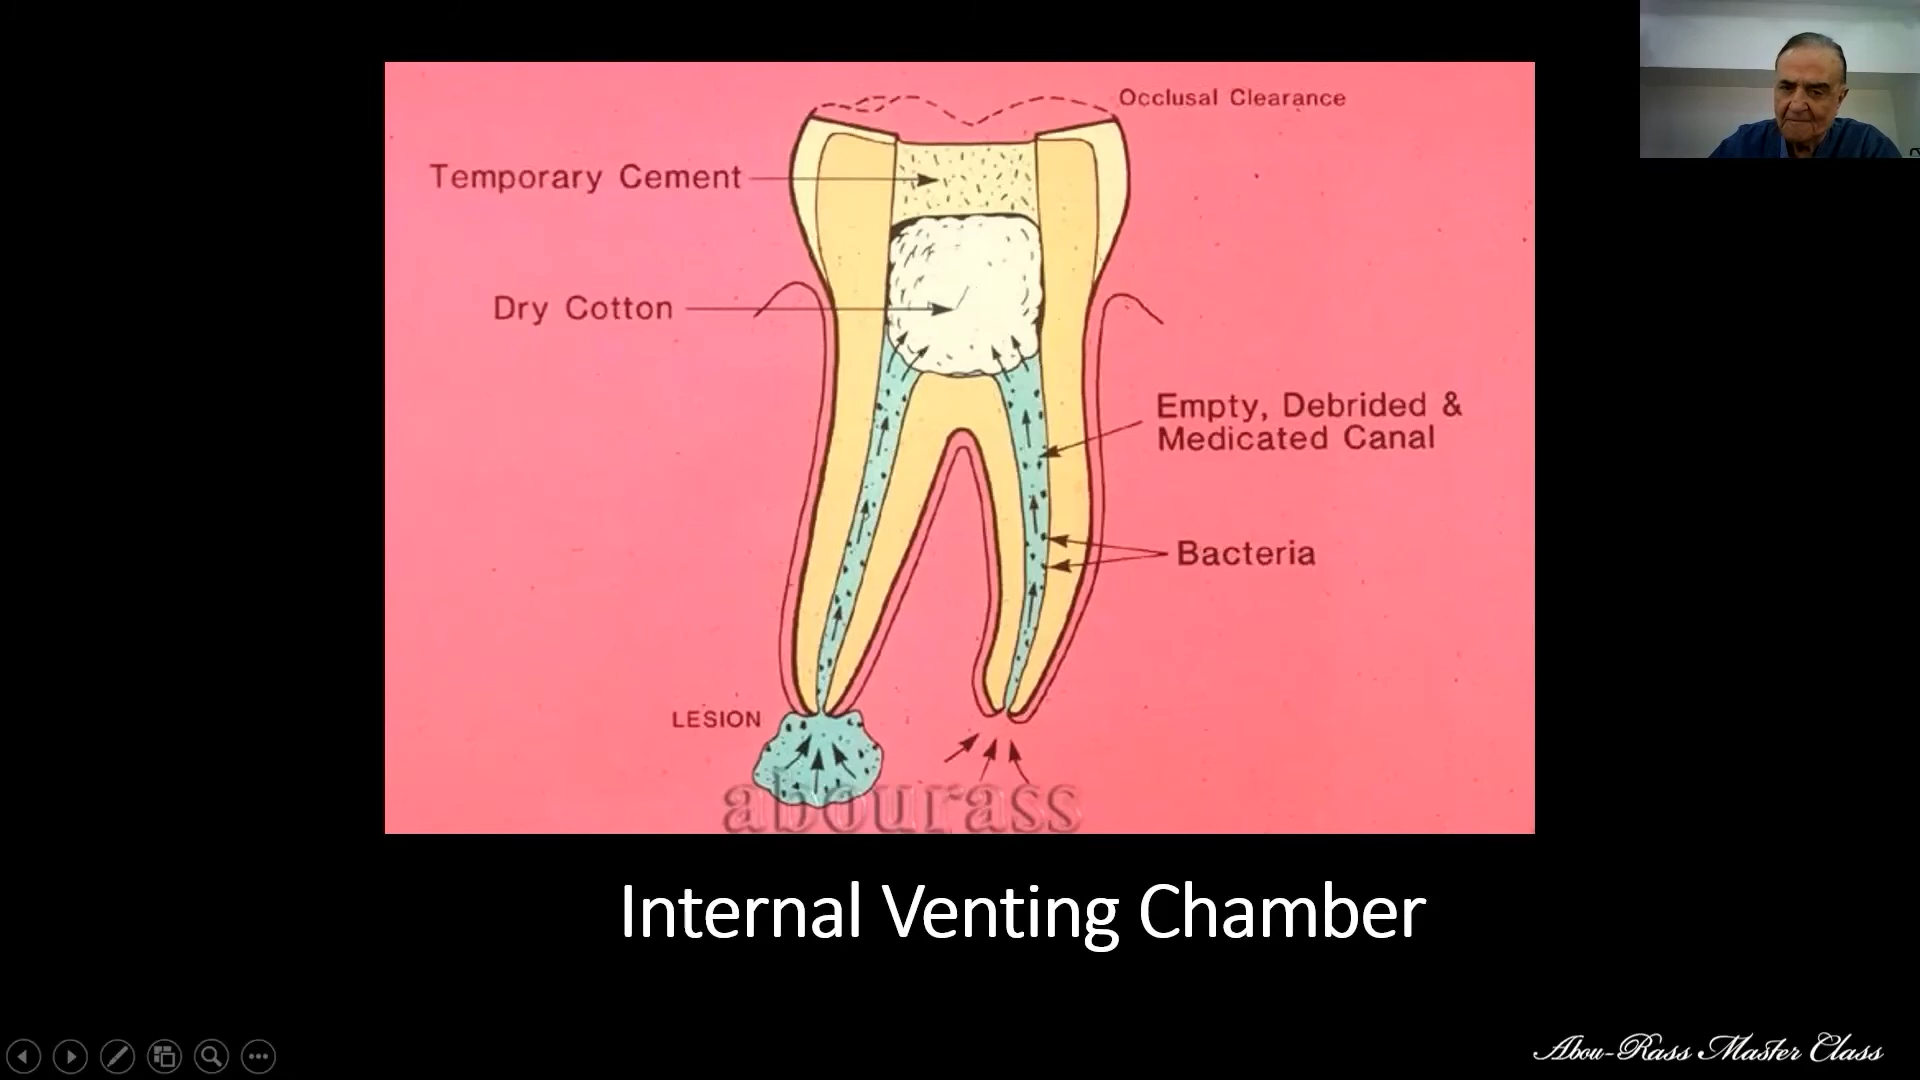 Occlusal Clearance
Temporary Cement
Dry Cotton
Empty, Debrided &
Medicated Canal
Bacteria
LESION
abourass
Internal Venting Chamber
Abou-Rass Master Class